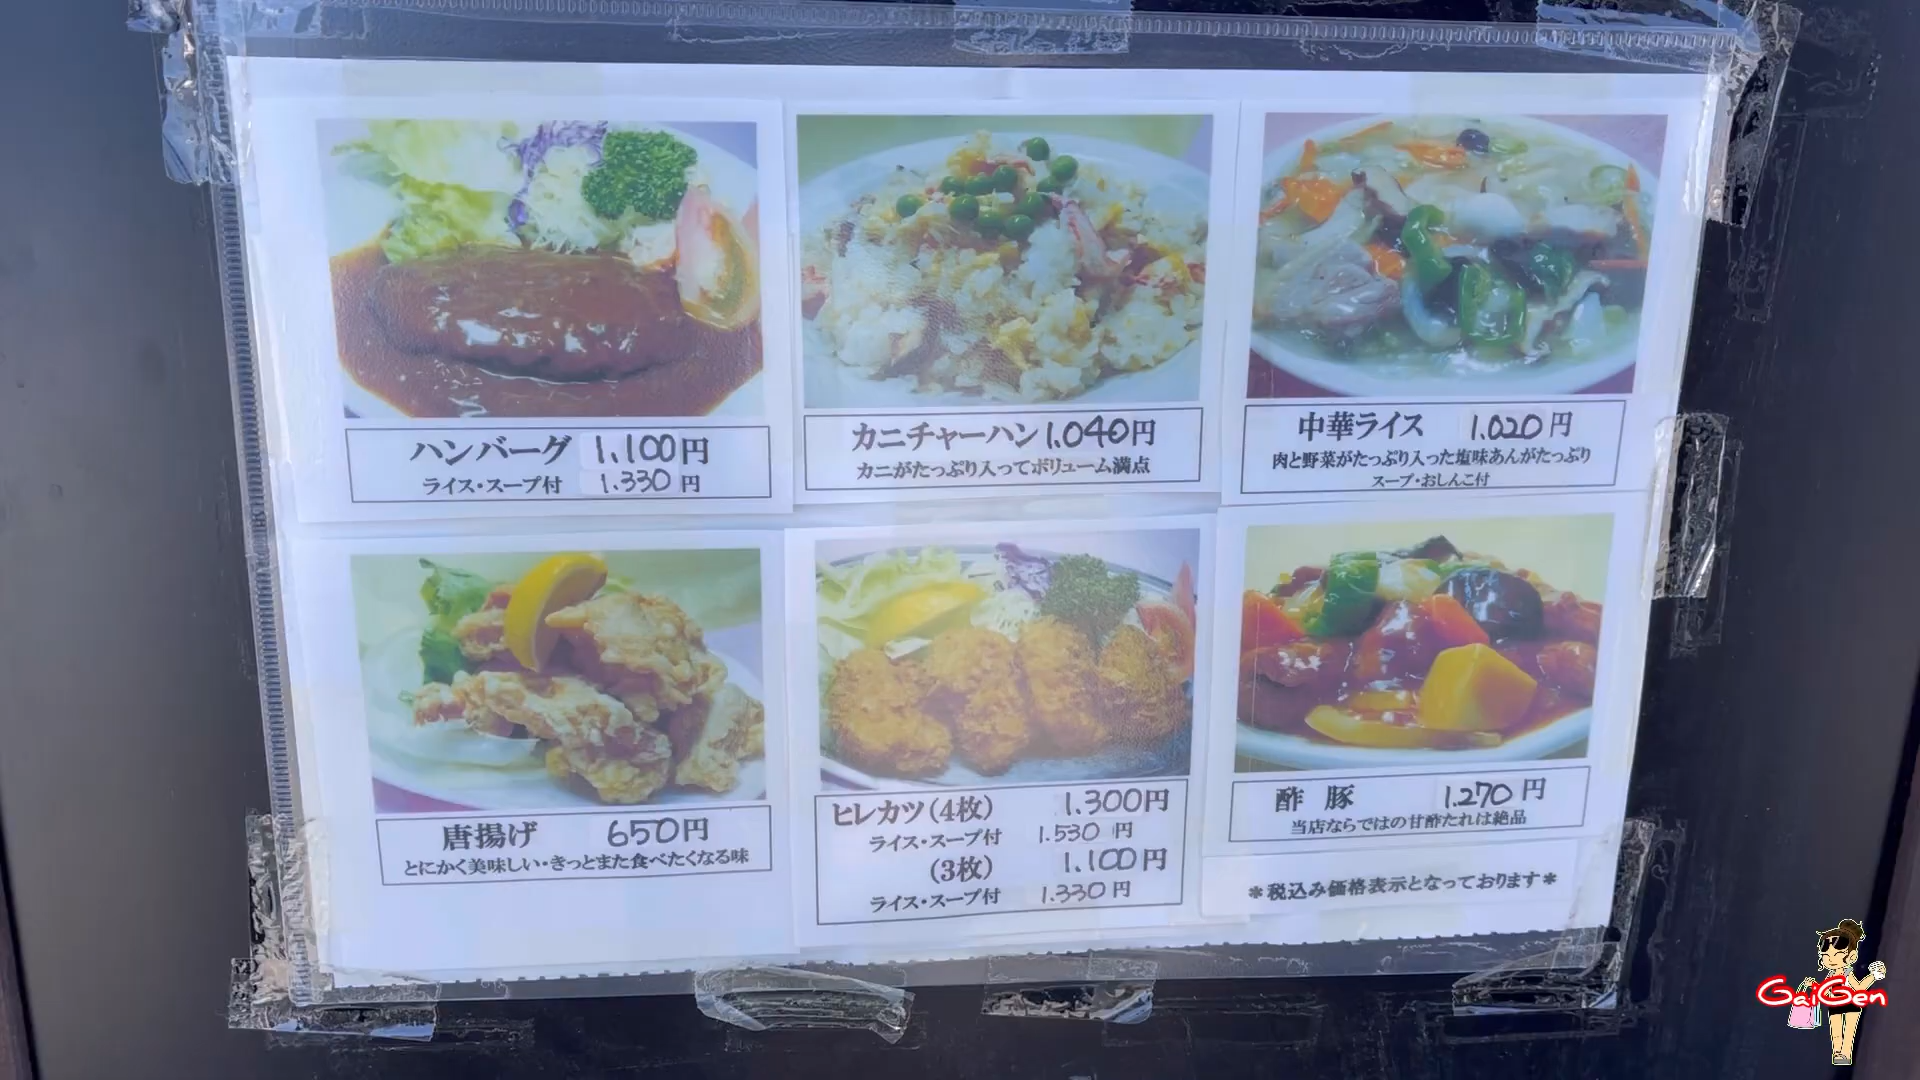 ハンバーグ 1,100円
ライス・スープ付 1.330 円
カニチャーハン 1.040円
カニがたっぷり入ってボリューム満点
中華ライス 1.020円
肉と野菜がたっぷり入った塩味あんがたっぷり
スープ・おしんこ付
唐揚げ 650円
とにかく美味しい・きっとまた食べたくなる味
ヒレカツ(4枚) 1.300円
ライス・スープ付 1.530 円
(3枚) 1.100円
ライス・スープ付 1.330 円
酢豚 1.270円
当店ならではの甘酢たれは絶品
*税込み価格表示となっております*
GaiGen